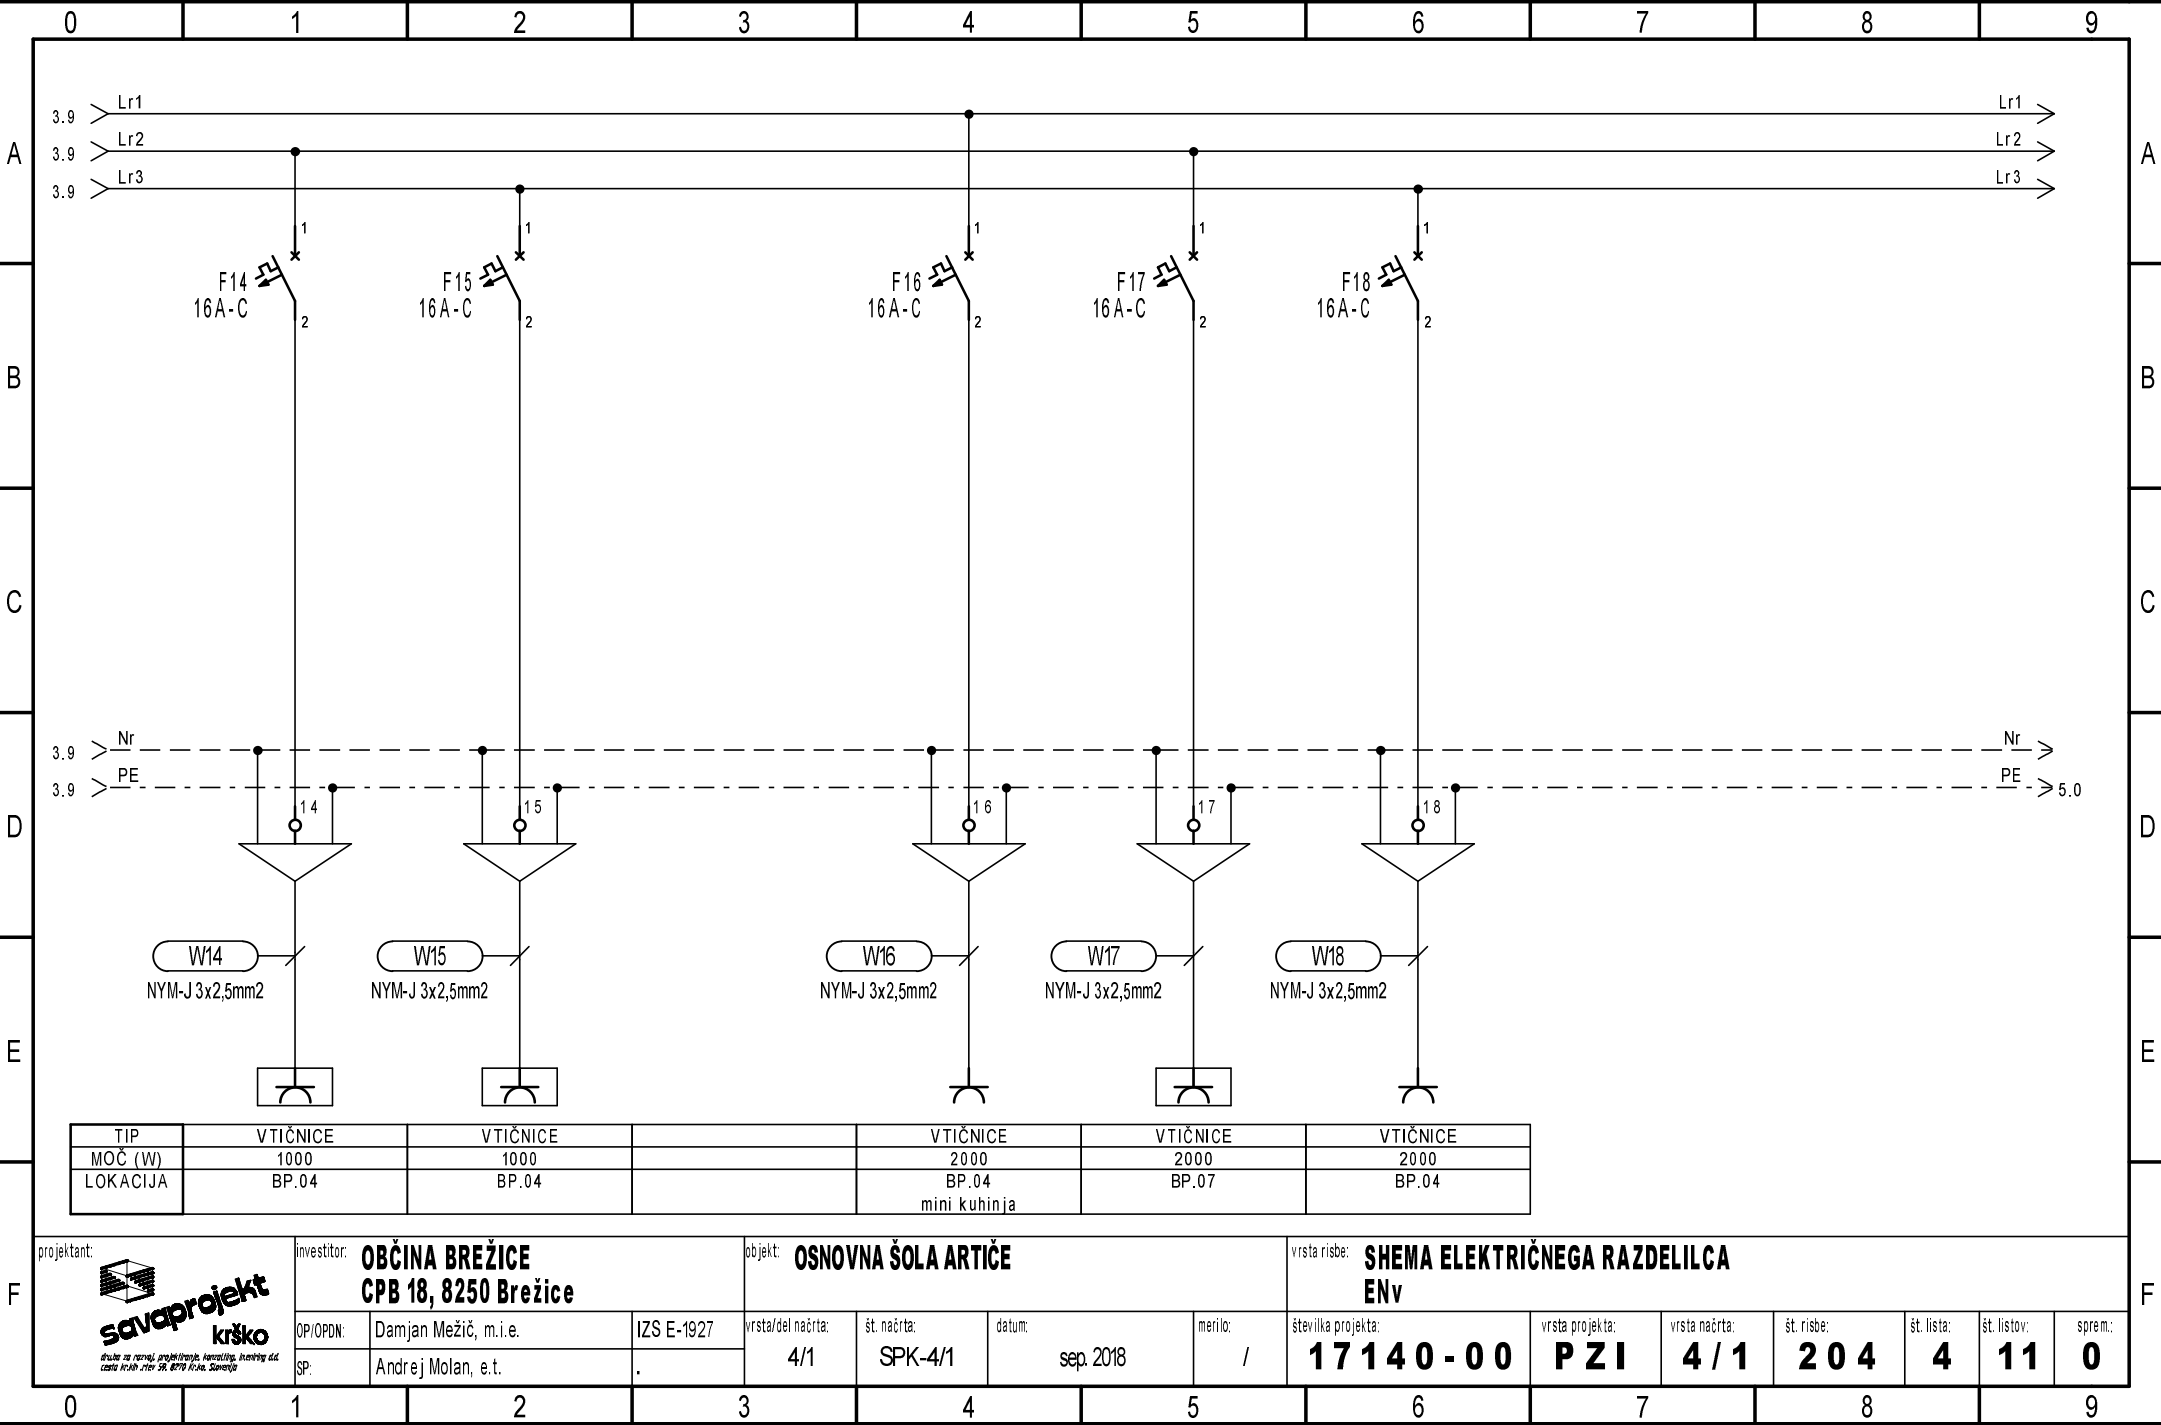 0 1 2 3 4 5 6 7 8 9
3.9 Lr1 Lr1
A 3.9 Lr2 Lr2 A
3.9 Lr3 Lr3
1 1 1 1 1
F14 F15 F16 F17 F18
16A-C 16A-C 16A-C 16A-C 16A-C
2 2 2 2 2
B B
C C
3.9 Nr Nr
3.9 PE PE 5.0
14 15 16 17 18
D D
W14 W15 W16 W17 W18
NYM-J 3x2,5mm2 NYM-J 3x2,5mm2 NYM-J 3x2,5mm2 NYM-J 3x2,5mm2 NYM-J 3x2,5mm2
E E
TIP VTIČNICE VTIČNICE VTIČNICE VTIČNICE VTIČNICE
MOČ (W) 1000 1000 2000 2000 2000
LOKACIJA BP.04 BP.04 BP.04 BP.07 BP.04
mini kuhinja
projektant: investitor: OBČINA BREŽICE objekt: OSNOVNA ŠOLA ARTIČE vrsta risbe: SHEMA ELEKTRIČNEGA RAZDELILCA
CPB 18, 8250 Brežice ENv
F F
savaprojekt
krško
OP/OPDN: Damjan Mežič, m.i.e. IZS E-1927
SP: Andrej Molan, e.t. .
vrsta/del načrta: št. načrta: datum: merilo: številka projekta: vrsta projekta: vrsta načrta: št. risbe: št. lista: št. listov: sprem.:
4/1 SPK-4/1 sep. 2018 / 17140-00 PZI 4/1 204 4 11 0
0 1 2 3 4 5 6 7 8 9